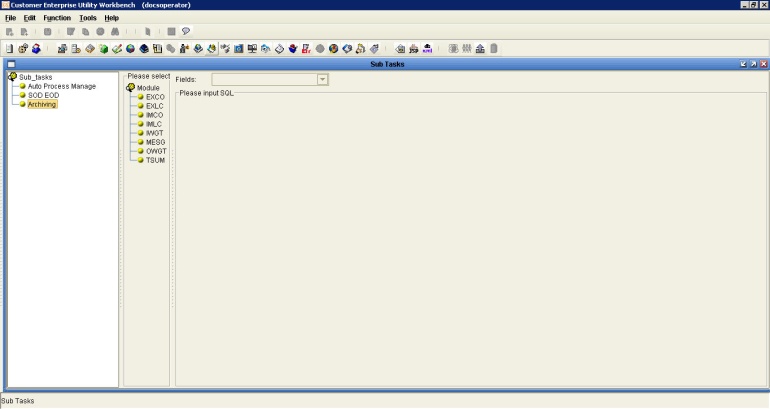 Customer Enterprise Utility Workbench (docsoperator)
File Edit Function Tools Help
Sub Tasks
Sub_tasks
Auto Process Manage
SOD EOD
Archiving
Please select
Module
EXCO
EXLC
IMCO
IMLC
IWGT
MESG
OWGT
TSUM
Fields:
Please input SQL
Sub Tasks